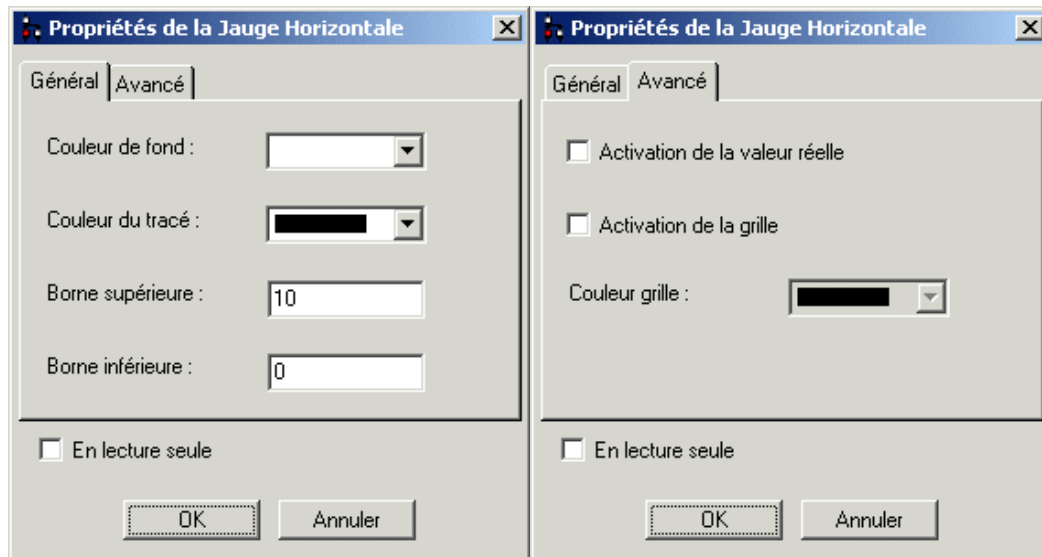 Propriétés de la Jauge Horizontale
Général Avancé
Couleur de fond :
Couleur du tracé :
Borne supérieure : 10
Borne inférieure : 0
En lecture seule
OK Annuler
Propriétés de la Jauge Horizontale
Général Avancé
Activation de la valeur réelle
Activation de la grille
Couleur grille :
En lecture seule
OK Annuler